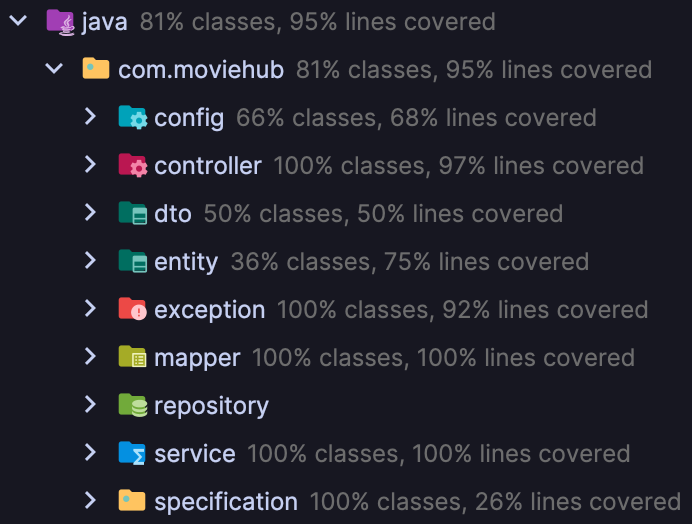 java 81% classes, 95% lines covered
com.moviehub 81% classes, 95% lines covered
config 66% classes, 68% lines covered
controller 100% classes, 97% lines covered
dto 50% classes, 50% lines covered
entity 36% classes, 75% lines covered
exception 100% classes, 92% lines covered
mapper 100% classes, 100% lines covered
repository
service 100% classes, 100% lines covered
specification 100% classes, 26% lines covered